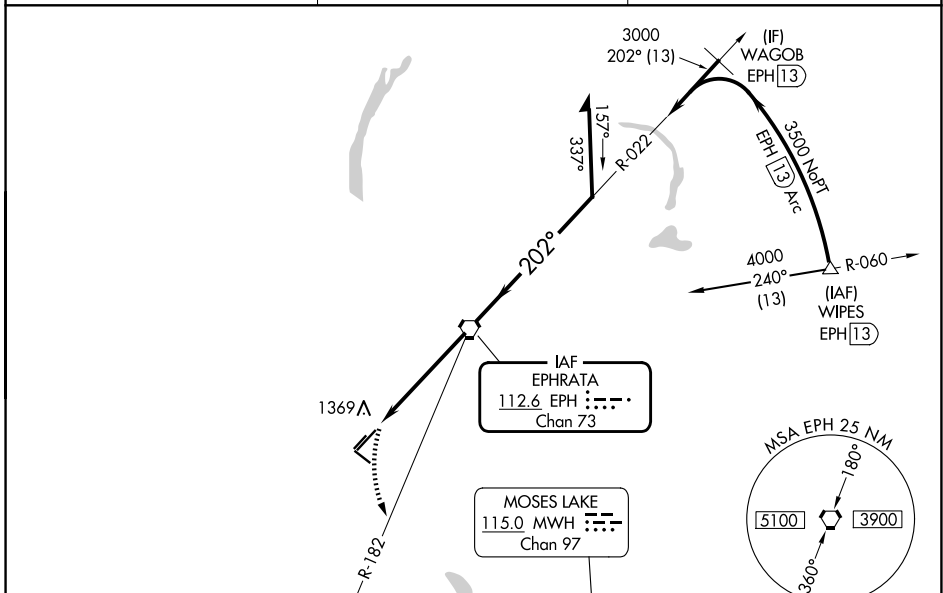 3000
202° (13)
(IF)
WAGOB
EPH 13
157°
337°
R-022
3500 NoPT
EPH 13 Arc
202°
4000
240°
(13)
R-060
(IAF)
WIPES
EPH 13
IAF
EPHRATA
112.6 EPH
Chan 73
1369
MSA EPH 25 NM
180°
5100
3900
360°
MOSES LAKE
115.0 MWH
Chan 97
R-182